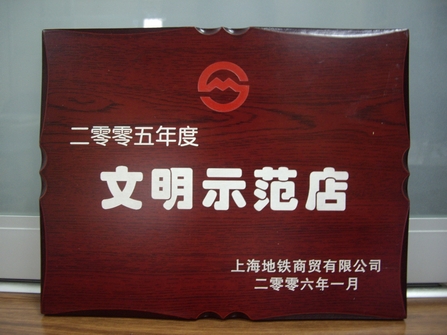 二零零五年度
文明示范店
上海地铁商贸有限公司
二零零六年一月